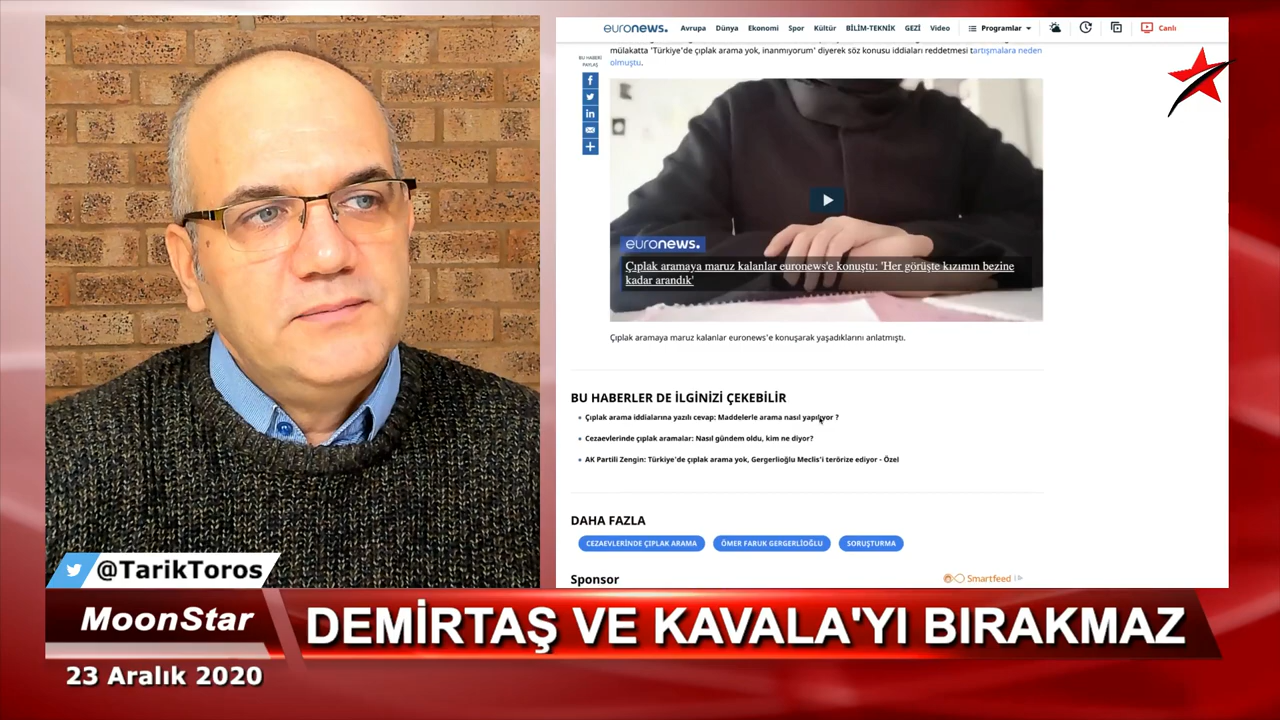 euronews.
Avrupa Dünya Ekonomi Spor Kültür BİLİM-TEKNİK GEZİ Video Programlar Canlı
mülakatta 'Türkiye'de çıplak arama yok, inanmıyorum' diyerek söz konusu iddiaları reddetmesi tartışmalara neden
olmuştu.
BU HABERİ
PAYLAŞ
euronews.
Çıplak aramaya maruz kalanlar euronews'e konuştu: 'Her görüşte kızımın bezine
kadar arandık'
Çıplak aramaya maruz kalanlar euronews'e konuşarak yaşadıklarını anlatmıştı.
BU HABERLER DE İLGİNİZİ ÇEKEBİLİR
Çıplak arama iddialarına yazılı cevap: Maddelerle arama nasıl yapılıyor ?
Cezaevlerinde çıplak aramalar: Nasıl gündem oldu, kim ne diyor?
AK Partili Zengin: Türkiye'de çıplak arama yok, Gergerlioğlu Meclis'i terörize ediyor - Özel
DAHA FAZLA
CEZAEVLERİNDE ÇIPLAK ARAMA ÖMER FARUK GERGERLİOĞLU SORUŞTURMA
Sponsor
Smartfeed
@TarikToros
MoonStar
DEMİRTAŞ VE KAVALA'YI BIRAKMAZ
23 Aralık 2020